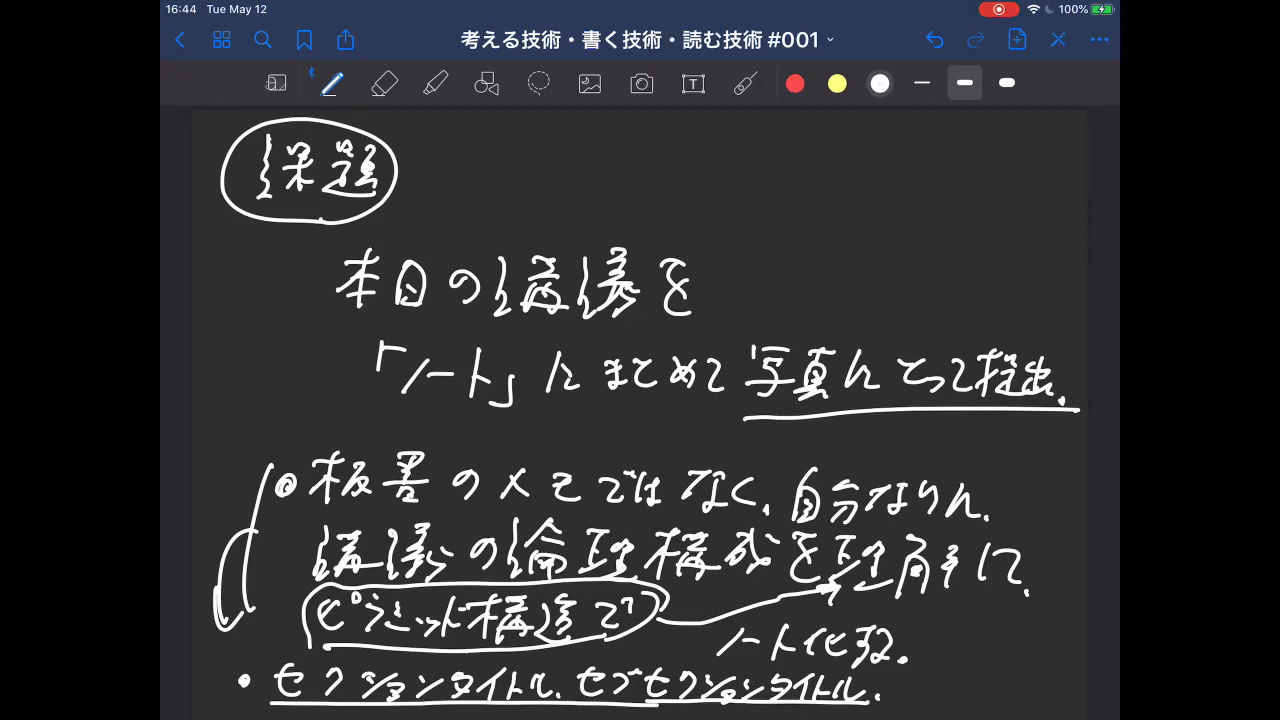 16:44 Tue May 12 100%
考える技術・書く技術・読む技術 #001
課題
本日の講義を
「ノート」にまとめて写真にとって提出.
板書のメモではなく、自分なりに、
講義の論理構成を理解して、
ピラミッド構造で
ノート化する。
・セクションタイトル、サブセクションタイトル.